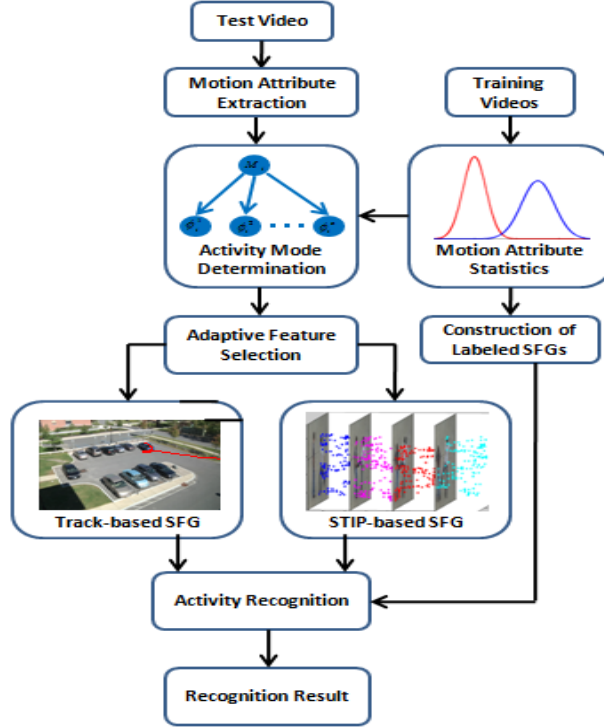 Test Video
Motion Attribute
Extraction
Training
Videos
Activity Mode
Determination
Motion Attribute
Statistics
Adaptive Feature
Selection
Construction of
Labeled SFGs
Track-based SFG
STIP-based SFG
Activity Recognition
Recognition Result